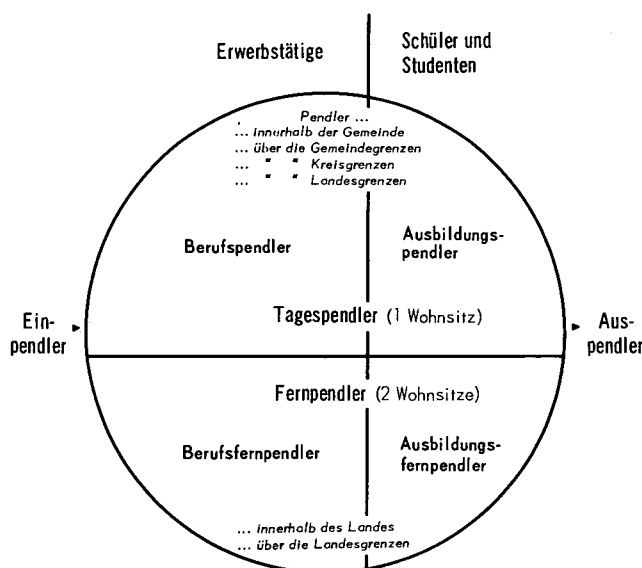 Erwerbstätige
Schüler und
Studenten
Pendler ...
... innerhalb der Gemeinde
... über die Gemeindegrenzen
... " " Kreisgrenzen
... " " Landesgrenzen
Berufspendler
Ausbildungs-
pendler
Ein-
pendler
Tagespendler (1 Wohnsitz)
Aus-
pendler
Fernpendler (2 Wohnsitze)
Berufsfernpendler
Ausbildungs-
fernpendler
... innerhalb des Landes
... über die Landesgrenzen